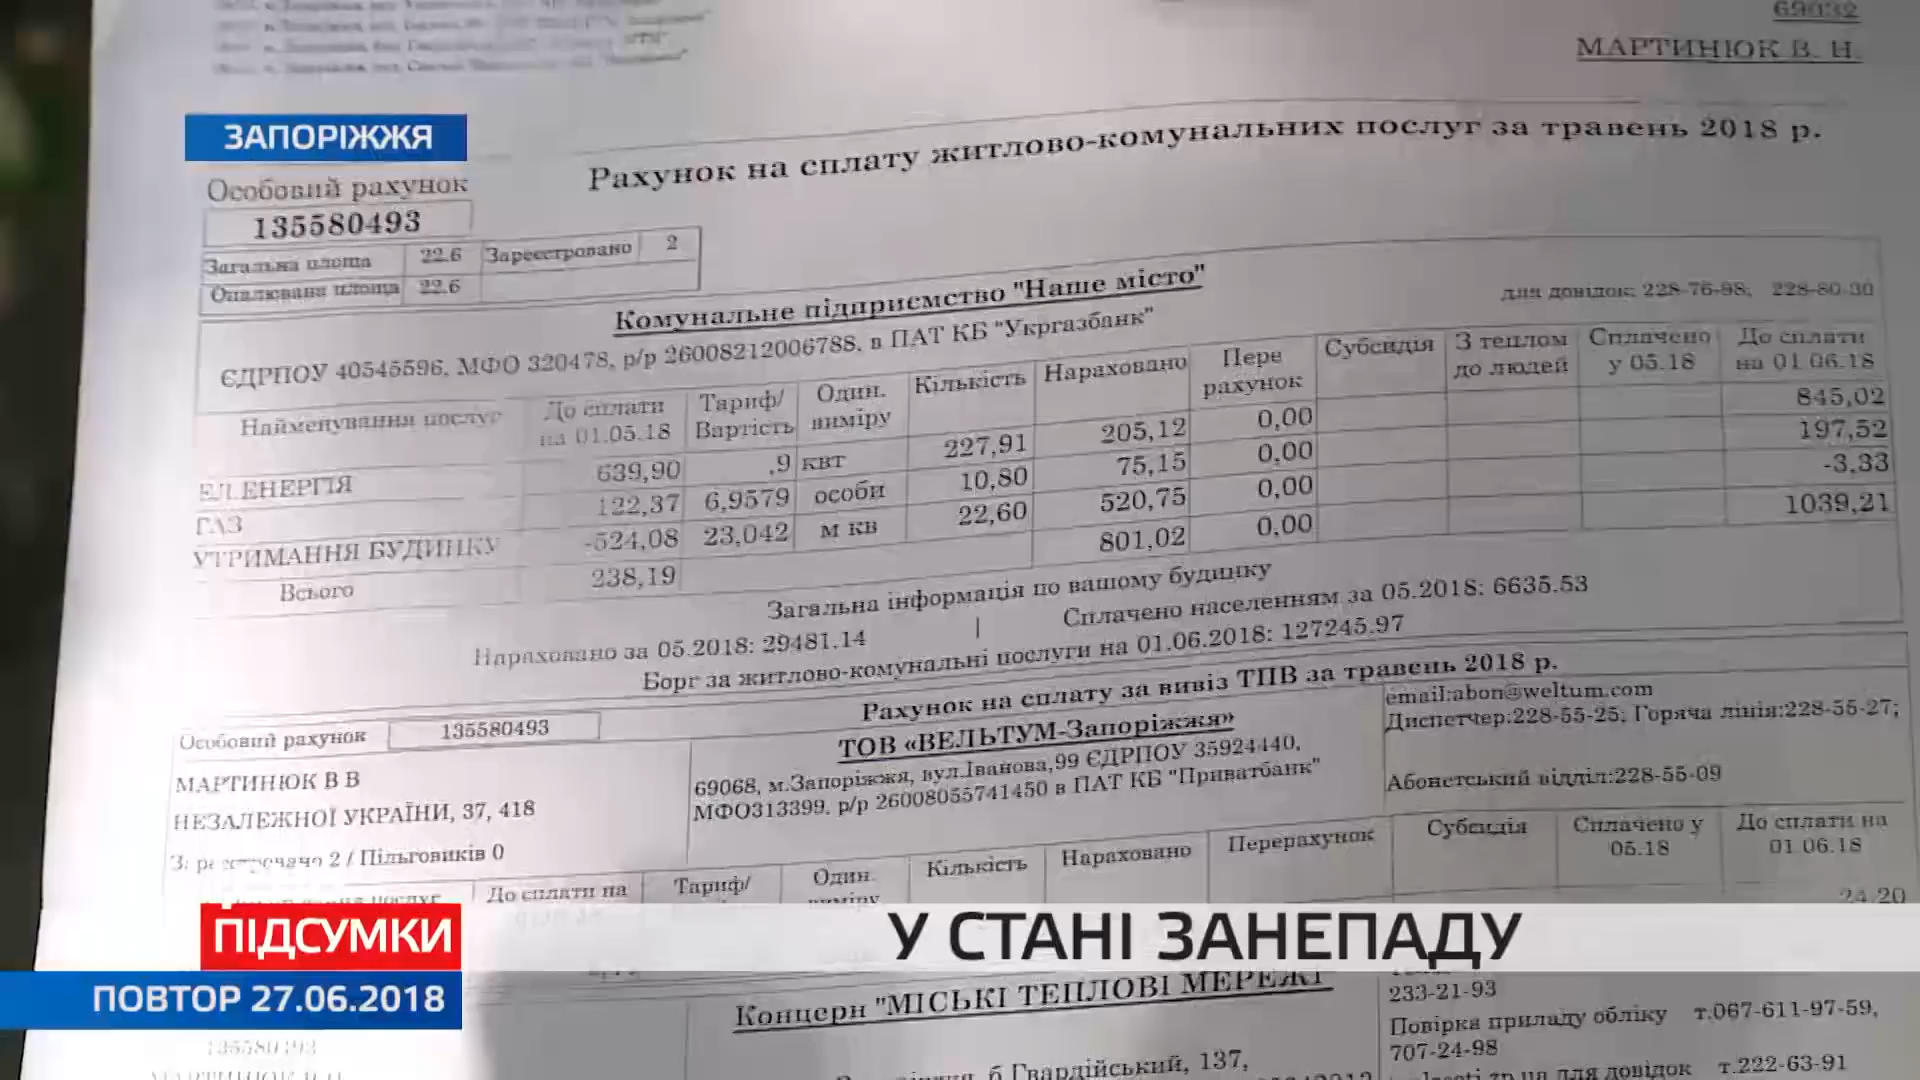 69032
МАРТИНЮК В. Н.
ЗАПОРІЖЖЯ
Рахунок на сплату житлово-комунальних послуг за травень 2018 р.
Особовий рахунок
135580493
Загальна площа 22.6 Зареєстровано 2
Опалювана площа 22.6
Комунальне підприємство "Наше місто"
для довідок: 228-76-98, 228-80-30
ЄДРПОУ 40545596, МФО 320478, р/р 26008212006788. в ПАТ КБ "Укргазбанк"
Найменування послуг До сплати на 01.05.18 Тариф/ Вартість Один. виміру Кількість Нараховано Пере рахунок Субсидія З теплом до людей Сплачено у 05.18 До сплати на 01.06.18
ЕЛ.ЕНЕРГІЯ 639,90 ,9 квт 227,91 205,12 0,00 845,02
ГАЗ 122,37 6,9579 особи 10,80 75,15 0,00 197,52
УТРИМАННЯ БУДИНКУ -524,08 23,042 м кв 22,60 520,75 0,00 -3,33
Всього 238,19 801,02 0,00 1039,21
Загальна інформація по вашому будинку
Нараховано за 05.2018: 29481.14 | Сплачено населенням за 05.2018: 6635.53
Борг за житлово-комунальні послуги на 01.06.2018: 127245.97
Рахунок на сплату за вивіз ТПВ за травень 2018 р.
Особовий рахунок 135580493
ТОВ «ВЕЛЬТУМ-Запоріжжя»
email:abon@weltum.com
Диспетчер:228-55-25; Горяча лінія:228-55-27;
МАРТИНЮК В В
69068, м.Запоріжжя, вул.Іванова,99 ЄДРПОУ 35924440,
МФО313399. р/р 26008055741450 в ПАТ КБ "Приватбанк"
Абонетський відділ:228-55-09
НЕЗАЛЕЖНОЇ УКРАЇНИ, 37, 418
2 / Пільговиків 0
До сплати на Тариф/ Один. виміру Кількість Нараховано Перерахунок Субсидія Сплачено у 05.18 До сплати на 01.06.18
24,20
ПІДСУМКИ
У СТАНІ ЗАНЕПАДУ
ПОВТОР 27.06.2018
Концерн "МІСЬКІ ТЕПЛОВІ МЕРЕЖІ"
233-21-93
Повірка приладу обліку т.067-611-97-59,
707-24-98
135580493
б.Гвардійський, 137,
для довідок т.222-63-91